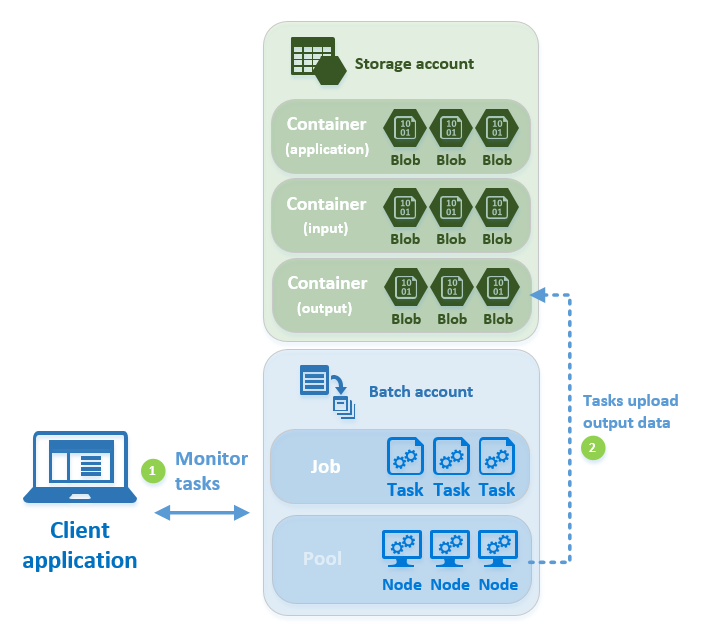 Storage account
Container
(application)
10
01
10
01
10
01
Blob Blob Blob
Container
(input)
10
01
10
01
10
01
Blob Blob Blob
Container
(output)
10
01
10
01
10
01
Blob Blob Blob
Batch account
Job
Task Task Task
Pool
Node Node Node
Client
application
1
Monitor
tasks
Tasks upload
output data
2